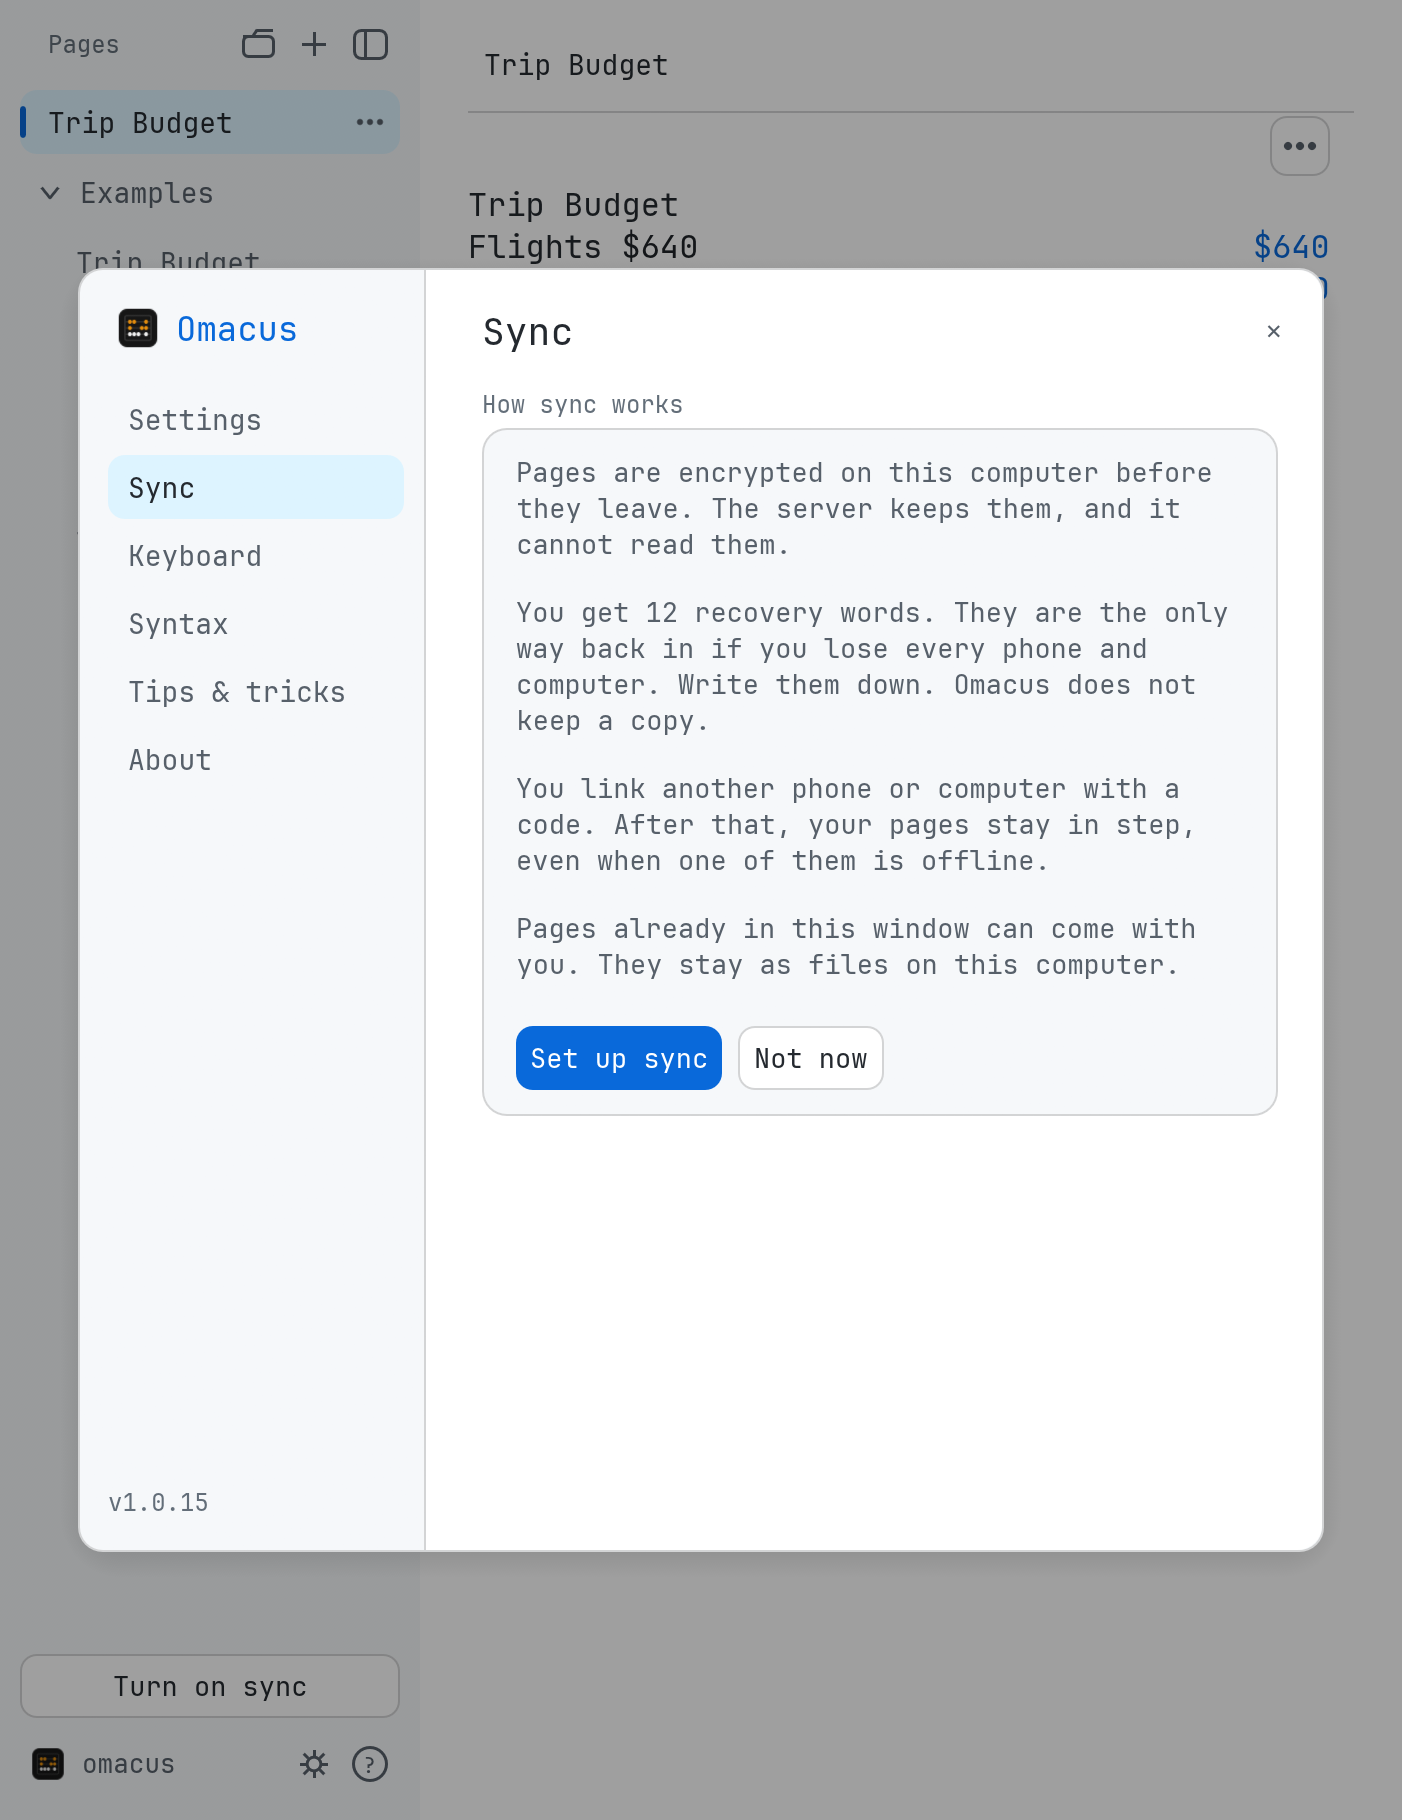 Pages
Trip Budget
Examples
Trip Budget
Trip Budget
Trip Budget
Flights $640
$640
Omacus
Settings
Sync
Keyboard
Syntax
Tips & tricks
About
v1.0.15
Sync
×
How sync works
Pages are encrypted on this computer before
they leave. The server keeps them, and it
cannot read them.
You get 12 recovery words. They are the only
way back in if you lose every phone and
computer. Write them down. Omacus does not
keep a copy.
You link another phone or computer with a
code. After that, your pages stay in step,
even when one of them is offline.
Pages already in this window can come with
you. They stay as files on this computer.
Set up sync
Not now
Turn on sync
omacus
?